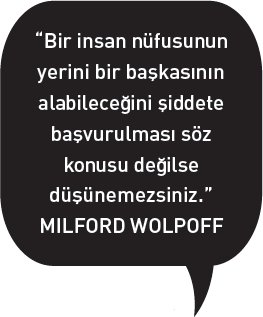 “Bir insan nüfusunun
yerini bir başkasının
alabileceğini şiddete
başvurulması söz
konusu değilse
düşünemezsiniz.”
MILFORD WOLPOFF